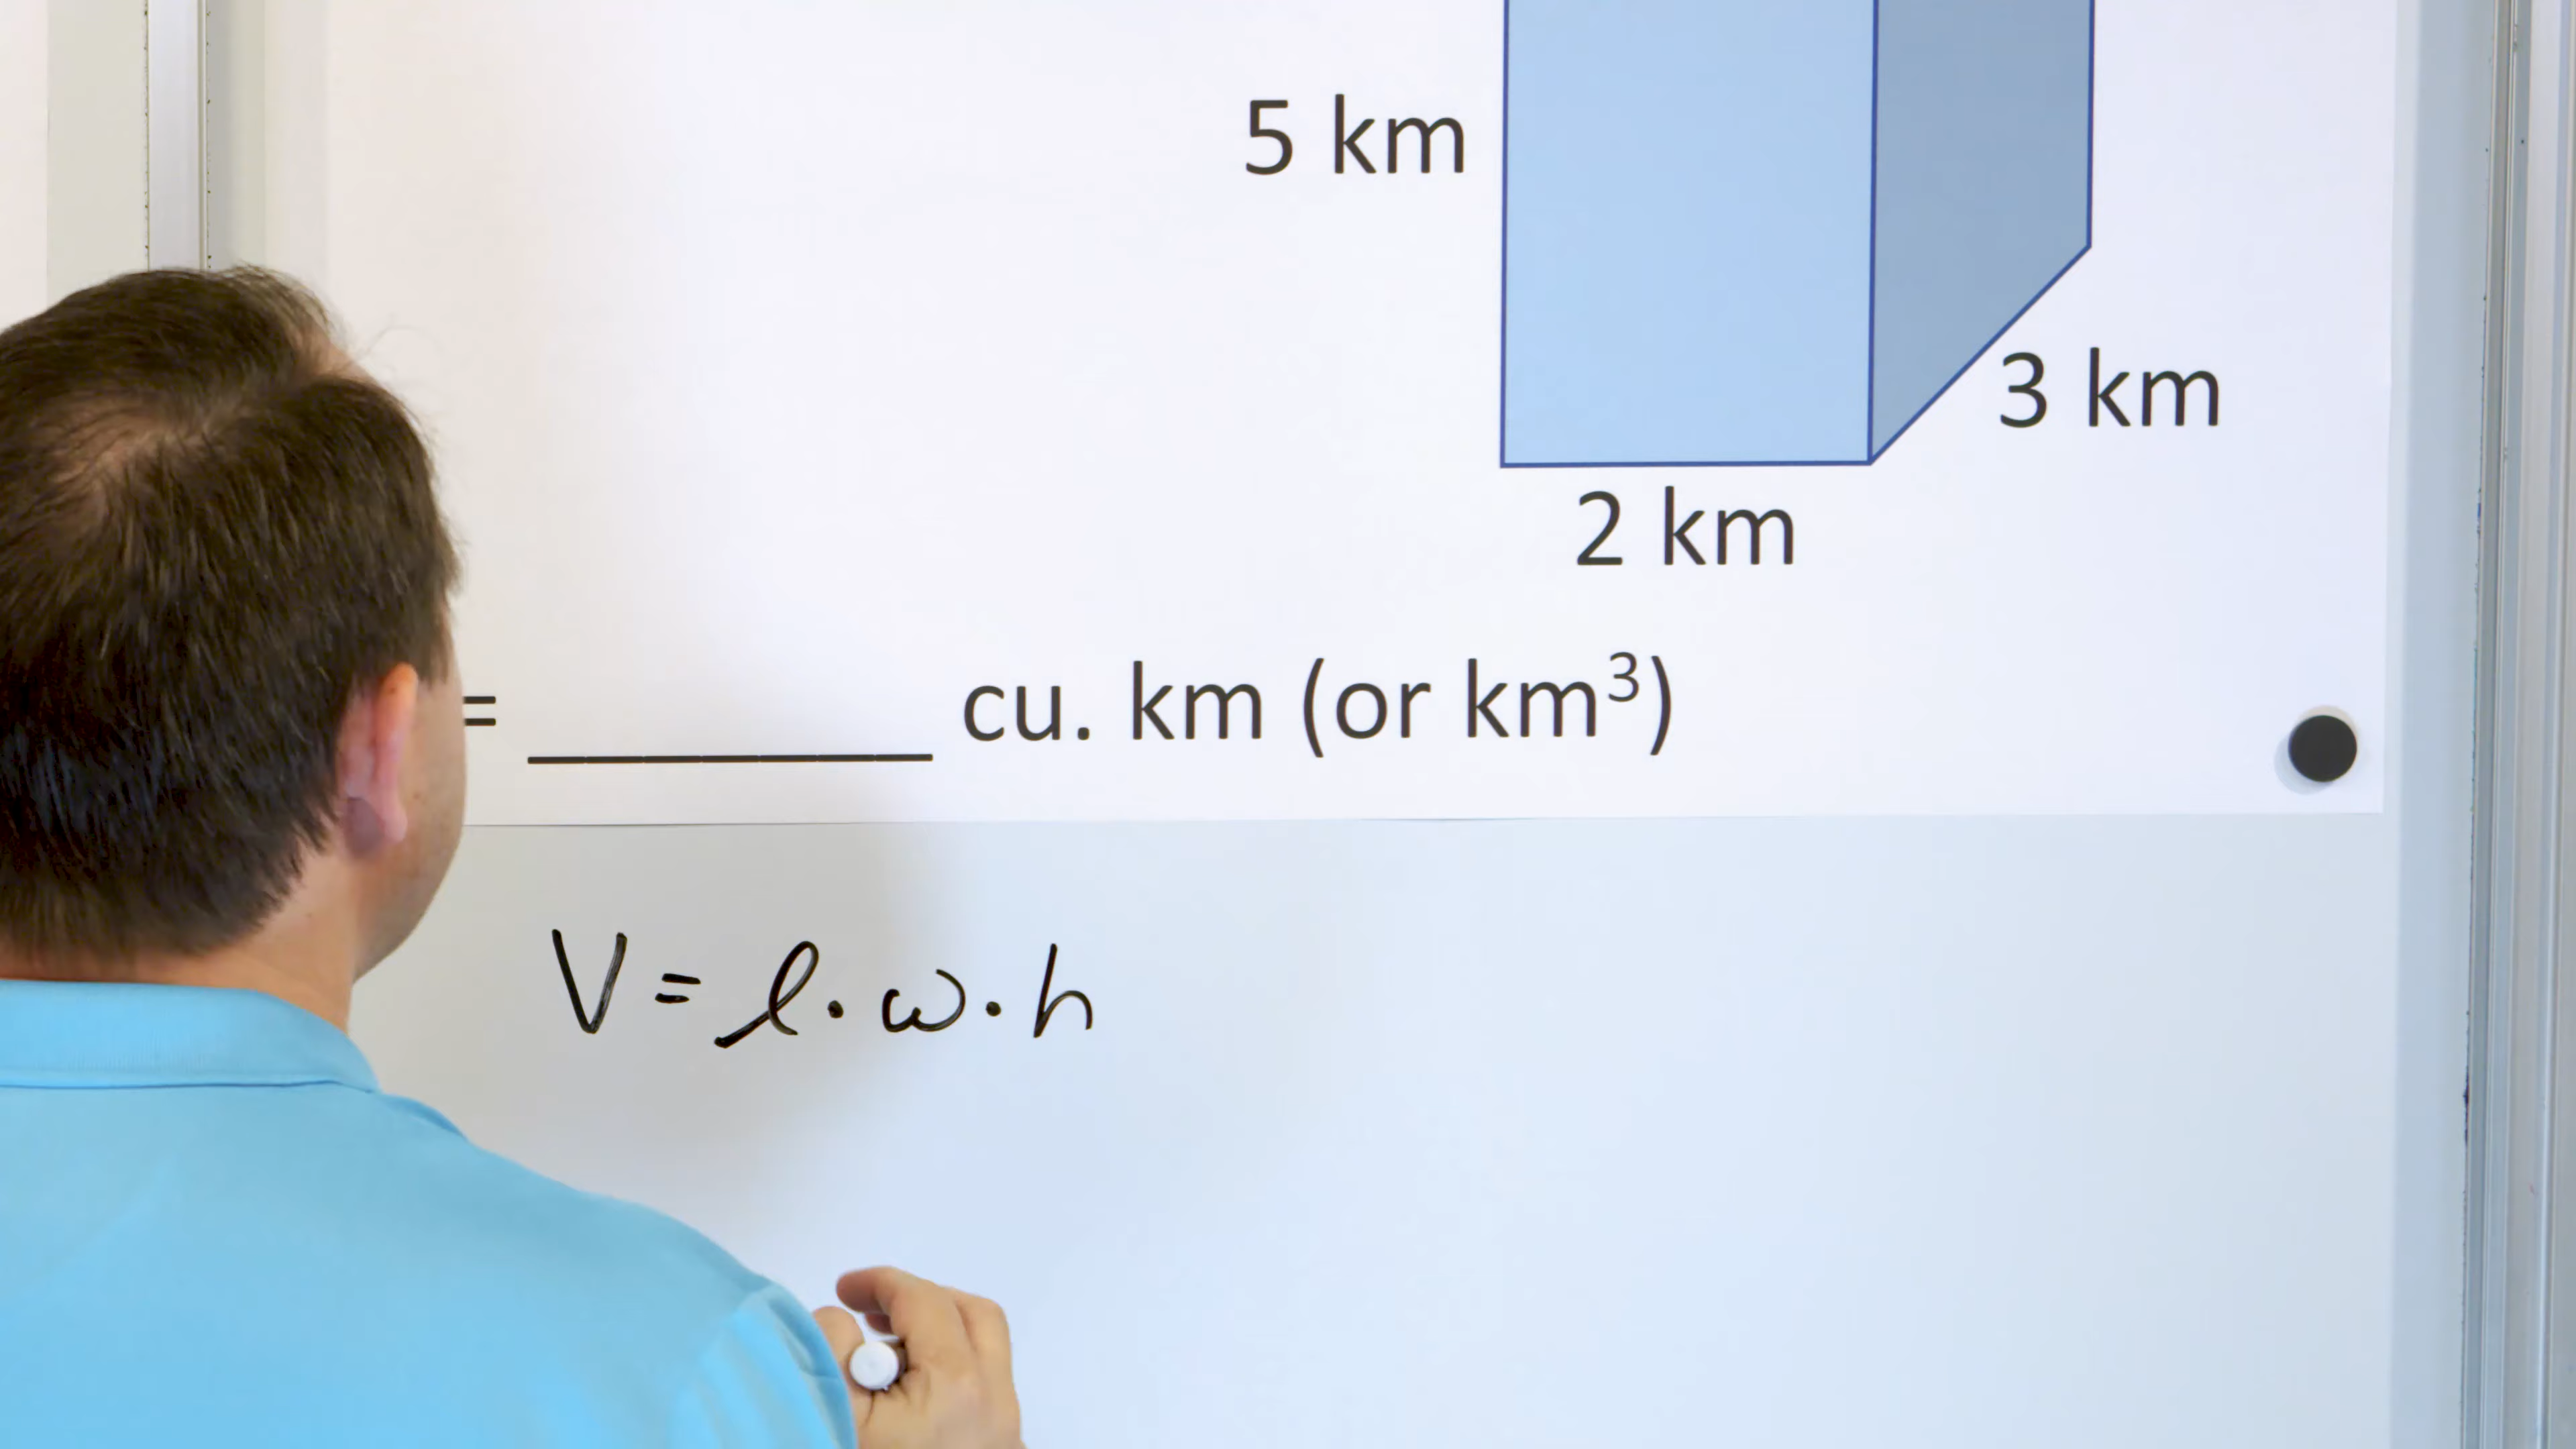 5 km
3 km
2 km
= ________ cu. km (or km³)
V = l · w · h